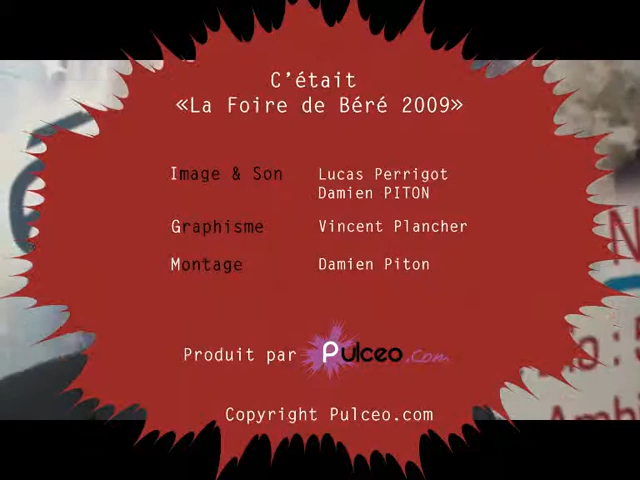 C'était
«La Foire de Béré 2009»
Image & Son Lucas Perrigot
Damien PITON
Graphisme Vincent Plancher
Montage Damien Piton
Produit par Pulceo.com
Copyright Pulceo.com